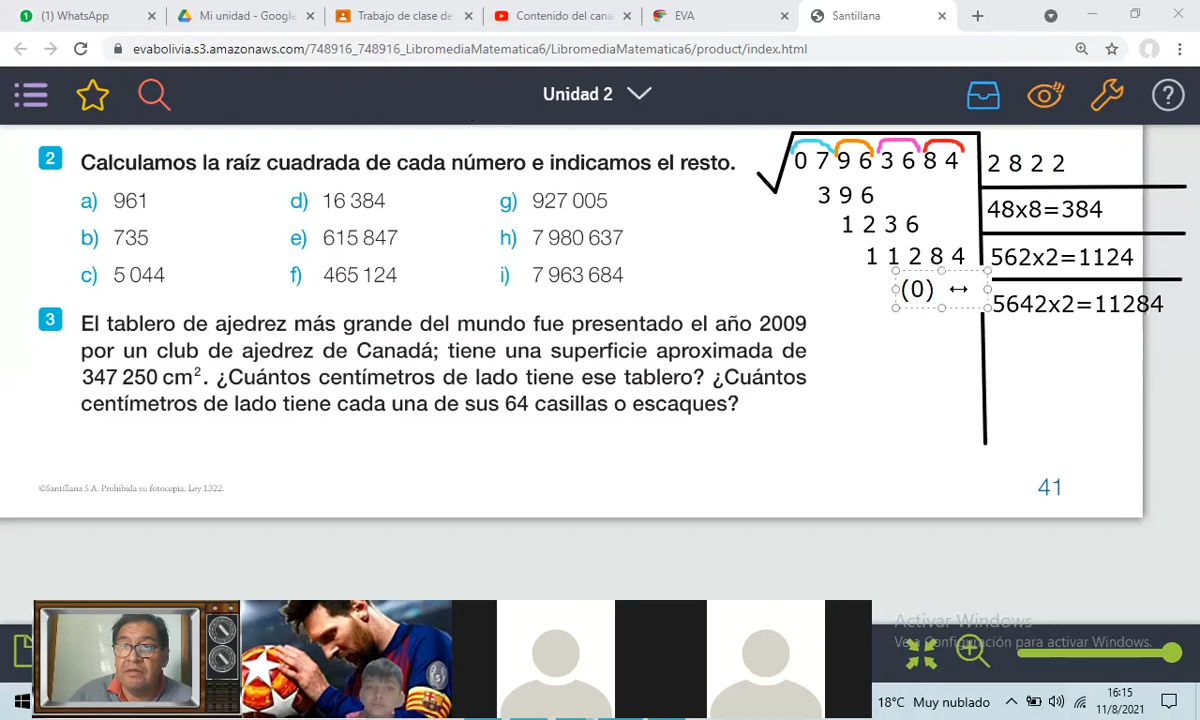 (1) WhatsApp
Mi unidad - Google
Trabajo de clase de
Contenido del cana
EVA
Santillana
evabolivia.s3.amazonaws.com/748916_748916_LibromediaMatematica6/LibromediaMatematica6/product/index.html
Unidad 2
2 Calculamos la raíz cuadrada de cada número e indicamos el resto.
a) 961 d) 16 384 g) 927 005
b) 735 e) 615 847 h) 7 980 637
c) 5 044 f) 465 124 i) 7 963 684
3 El tablero de ajedrez más grande del mundo fue presentado el año 2009
por un club de ajedrez de Canadá; tiene una superficie aproximada de
347 250 cm². ¿Cuántos centímetros de lado tiene ese tablero? ¿Cuántos
centímetros de lado tiene cada una de sus 64 casillas o escaques?
0 7 9 6 3 6 8 4 2 8 2 2
3 9 6 48x8=384
1 2 3 6
1 1 2 8 4 562x2=1124
(0) ↔ 5642x2=11284
©Santillana S.A. Prohibida su fotocopia. Ley 1322.
41
Activar Windows
Ve a Configuración para activar Windows.
18°C Muy nublado
16:15
11/8/2021